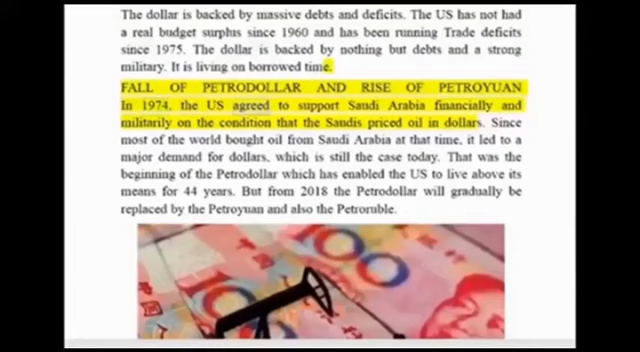 The dollar is backed by massive debts and deficits. The US has not had
a real budget surplus since 1960 and has been running Trade deficits
since 1975. The dollar is backed by nothing but debts and a strong
military. It is living on borrowed time.
FALL OF PETRODOLLAR AND RISE OF PETROYUAN
In 1974, the US agreed to support Saudi Arabia financially and
militarily on the condition that the Saudis priced oil in dollars. Since
most of the world bought oil from Saudi Arabia at that time, it led to a
major demand for dollars, which is still the case today. That was the
beginning of the Petrodollar which has enabled the US to live above its
means for 44 years. But from 2018 the Petrodollar will gradually be
replaced by the Petroyuan and also the Petroruble.
100
100